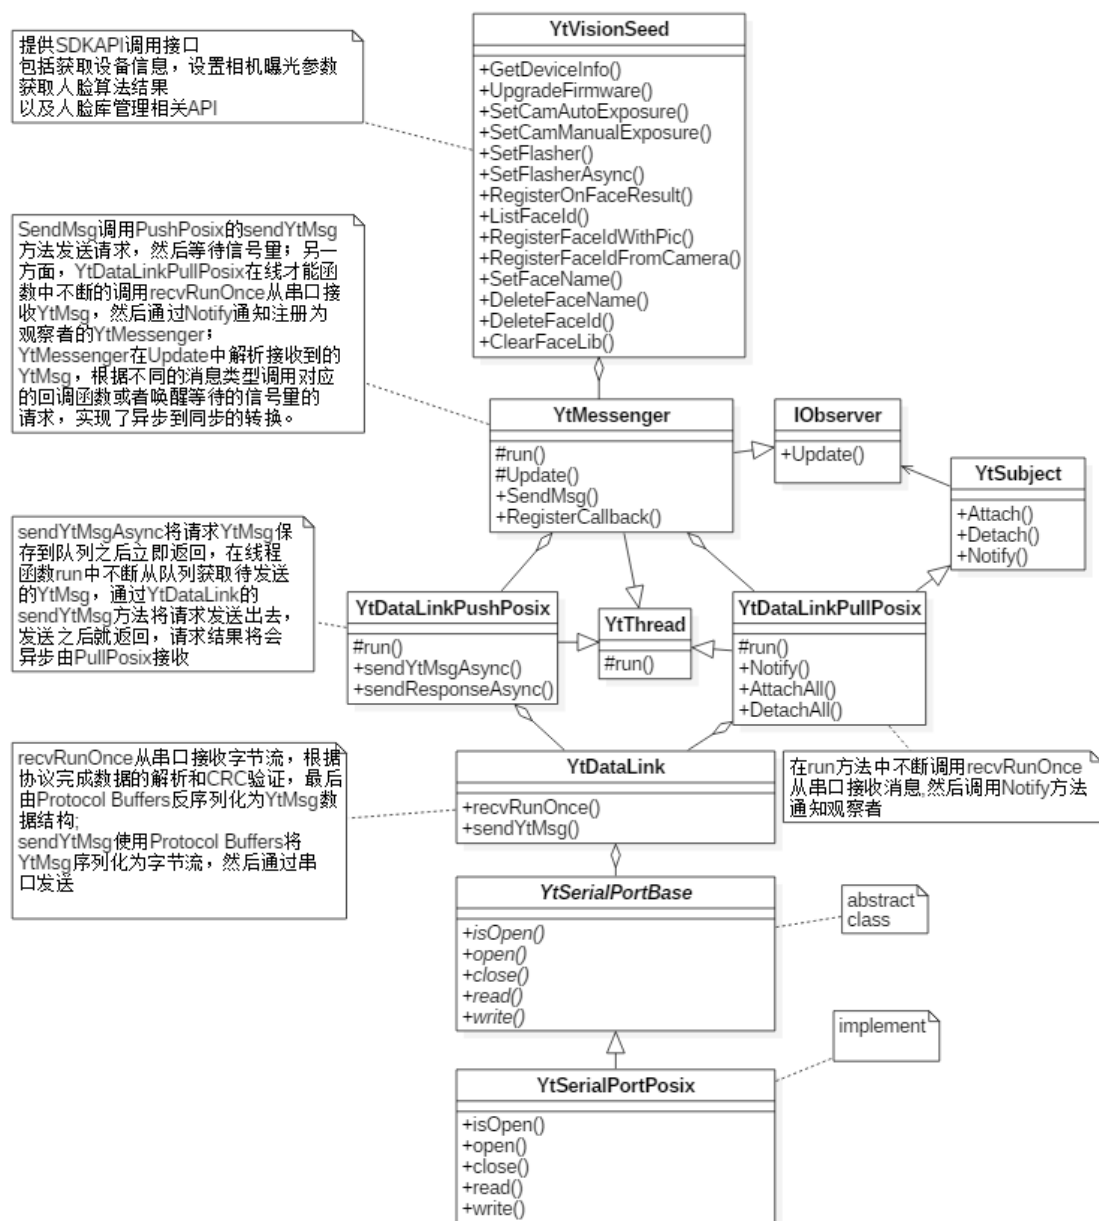 提供SDKAPI调用接口
包括获取设备信息，设置相机曝光参数
获取人脸算法结果
以及人脸库管理相关API
YtVisionSeed
+GetDeviceInfo()
+UpgradeFirmware()
+SetCamAutoExposure()
+SetCamManualExposure()
+SetFlasher()
+SetFlasherAsync()
+RegisterOnFaceResult()
+ListFaceId()
+RegisterFaceIdWithPic()
+RegisterFaceIdFromCamera()
+SetFaceName()
+DeleteFaceName()
+DeleteFaceId()
+ClearFaceLib()
SendMsg调用PushPosix的sendYtMsg
方法发送请求，然后等待信号量；另一
方面，YtDataLinkPullPosix在线才能函
数中不断的调用recvRunOnce从串口接
收YtMsg，然后通过Notify通知注册为
观察者的YtMessenger；
YtMessenger在Update中解析接收到的
YtMsg，根据不同的消息类型调用对应
的回调函数或者唤醒等待的信号量的
请求，实现了异步到同步的转换。
YtMessenger
#run()
#Update()
+SendMsg()
+RegisterCallback()
IObserver
+Update()
YtSubject
+Attach()
+Detach()
+Notify()
sendYtMsgAsync将请求YtMsg保
存到队列之后立即返回，在线程
函数run中不断从队列获取待发送
的YtMsg，通过YtDataLink的
sendYtMsg方法将请求发送出去，
发送之后就返回，请求结果将会
异步由PullPosix接收
YtDataLinkPushPosix
#run()
+sendYtMsgAsync()
+sendResponseAsync()
YtThread
#run()
YtDataLinkPullPosix
#run()
+Notify()
+AttachAll()
+DetachAll()
recvRunOnce从串口接收字节流，根据
协议完成数据的解析和CRC验证，最后
由Protocol Buffers反序列化为YtMsg数
据结构;
sendYtMsg使用Protocol Buffers将
YtMsg序列化为字节流，然后通过串
口发送
YtDataLink
+recvRunOnce()
+sendYtMsg()
在run方法中不断调用recvRunOnce
从串口接收消息,然后调用Notify方法
通知观察者
YtSerialPortBase
+isOpen()
+open()
+close()
+read()
+write()
abstract
class
implement
YtSerialPortPosix
+isOpen()
+open()
+close()
+read()
+write()